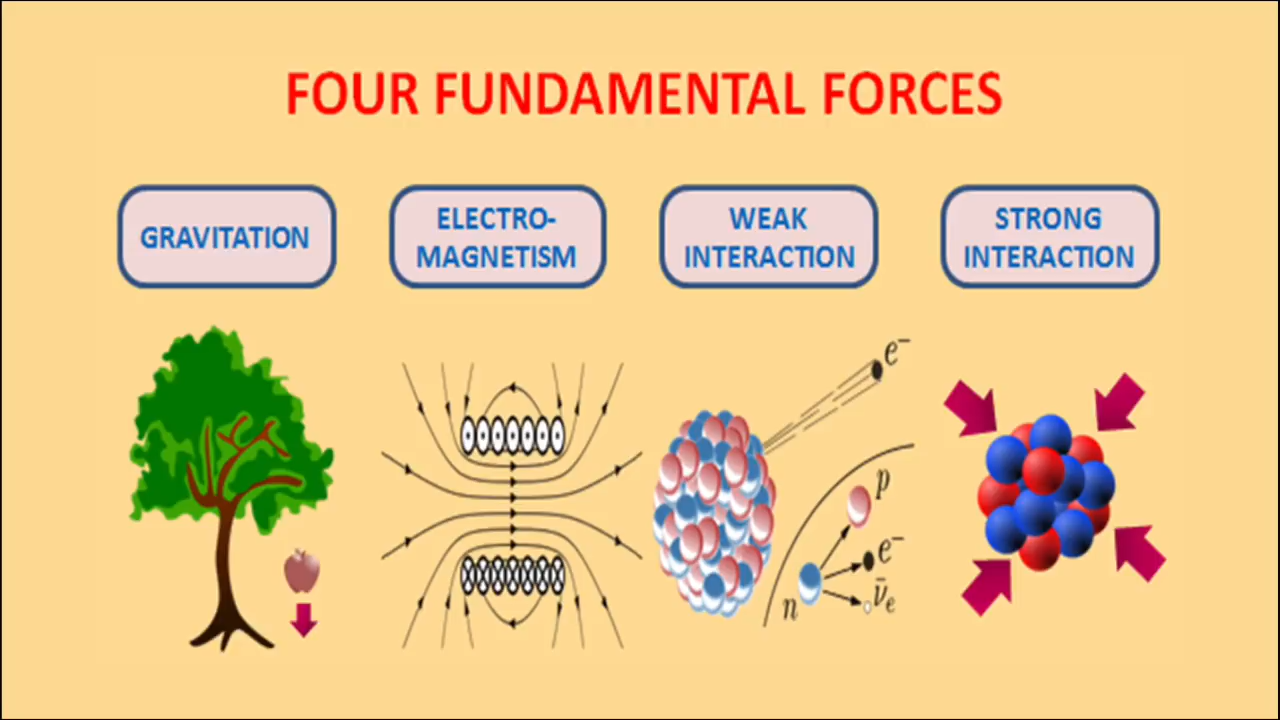 FOUR FUNDAMENTAL FORCES
GRAVITATION
ELECTRO-
MAGNETISM
WEAK
INTERACTION
STRONG
INTERACTION
e⁻
p
e⁻
n
ν̄ₑ